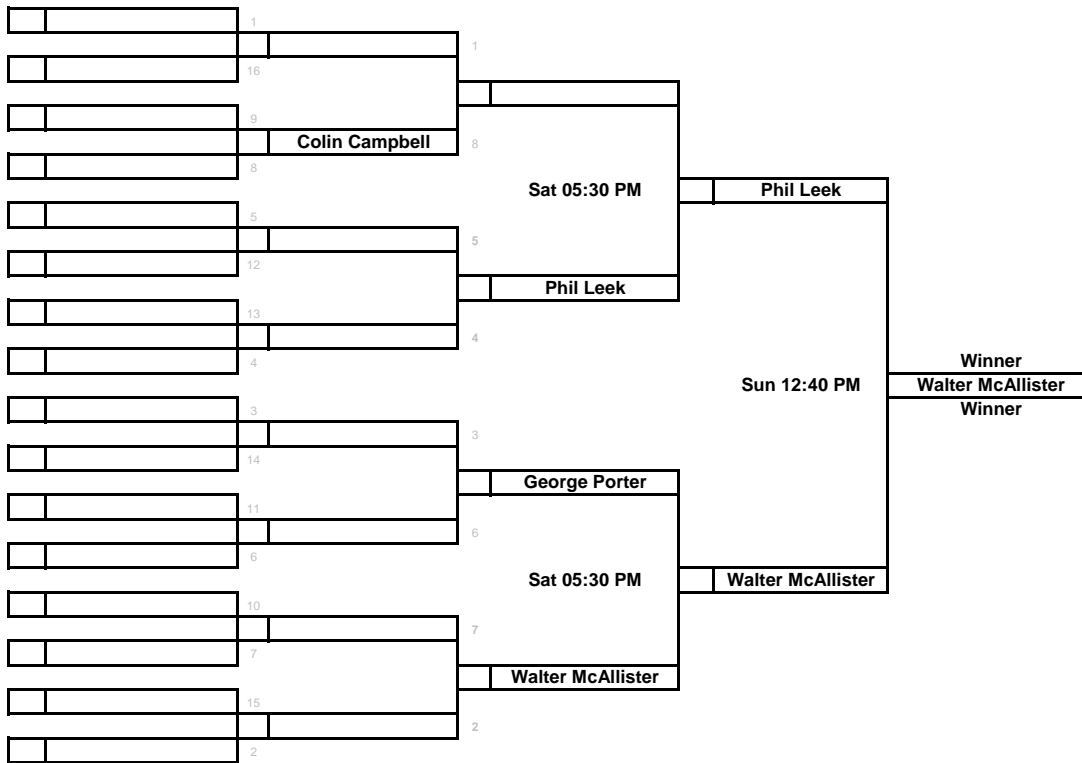 1
1
16
9
Colin Campbell
8
8
Sat 05:30 PM
Phil Leek
5
5
12
Phil Leek
13
4
4
Winner
Sun 12:40 PM
Walter McAllister
Winner
3
3
14
George Porter
11
6
6
Sat 05:30 PM
Walter McAllister
10
7
7
Walter McAllister
15
2
2